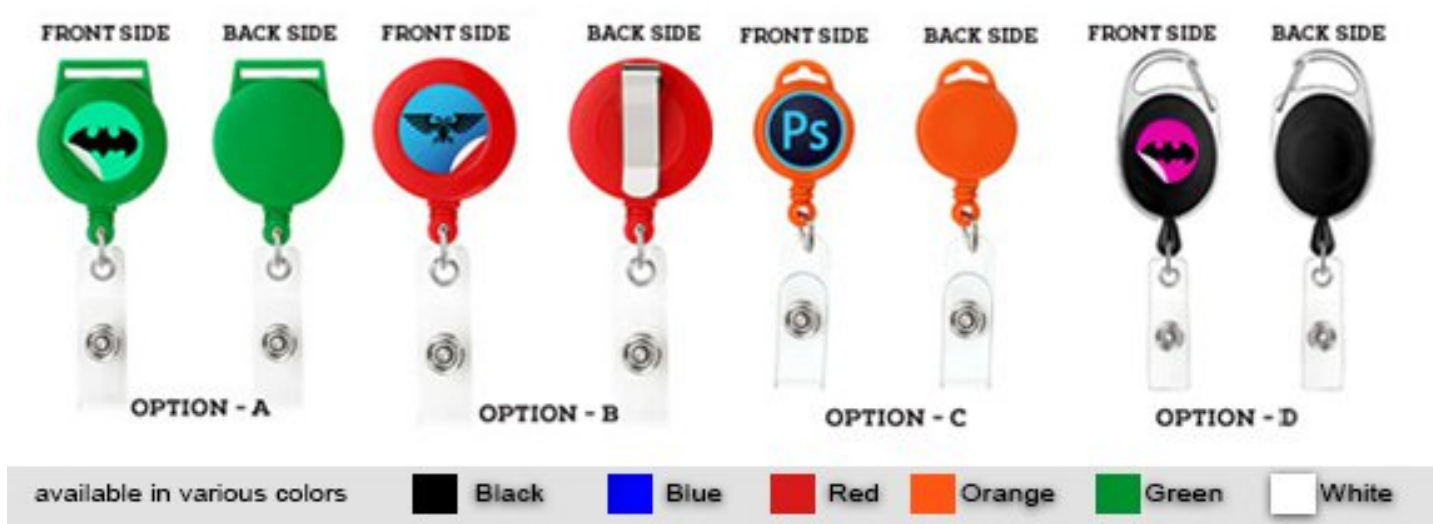 FRONT SIDE BACK SIDE FRONT SIDE BACK SIDE FRONT SIDE BACK SIDE FRONT SIDE BACK SIDE
Ps
OPTION - A OPTION - B OPTION - C OPTION - D
available in various colors Black Blue Red Orange Green White